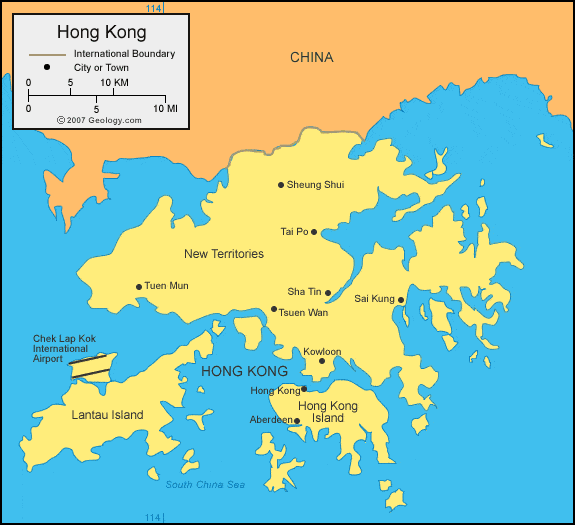 114
Hong Kong
International Boundary
City or Town
0 5 10 KM
0 5 10 MI
© 2007 Geology.com
CHINA
Sheung Shui
Tai Po
New Territories
Tuen Mun
Sha Tin
Sai Kung
Tsuen Wan
Chek Lap Kok
International
Airport
Kowloon
HONG KONG
Hong Kong
Hong Kong
Island
Lantau Island
Aberdeen
South China Sea
114